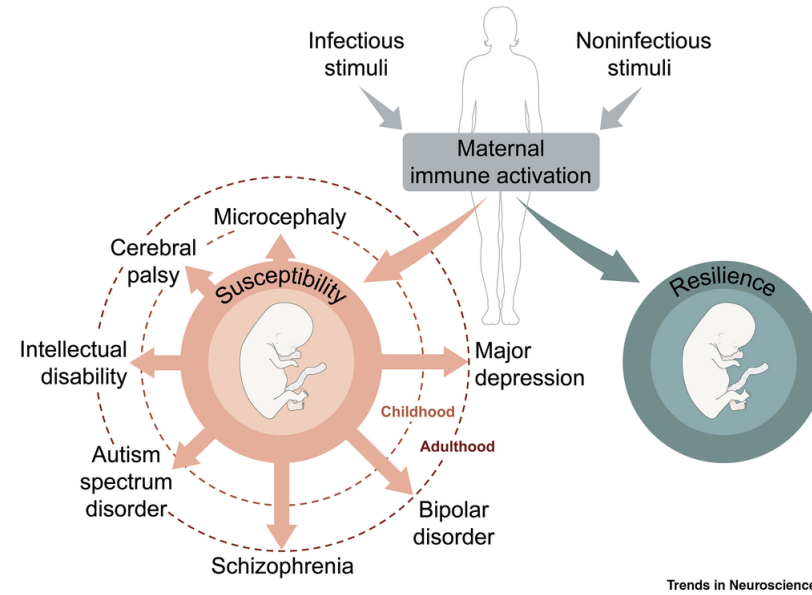 Infectious
stimuli
Noninfectious
stimuli
Maternal
immune activation
Microcephaly
Cerebral
palsy
Susceptibility
Resilience
Intellectual
disability
Major
depression
Childhood
Adulthood
Autism
spectrum
disorder
Bipolar
disorder
Schizophrenia
Trends in Neuroscience